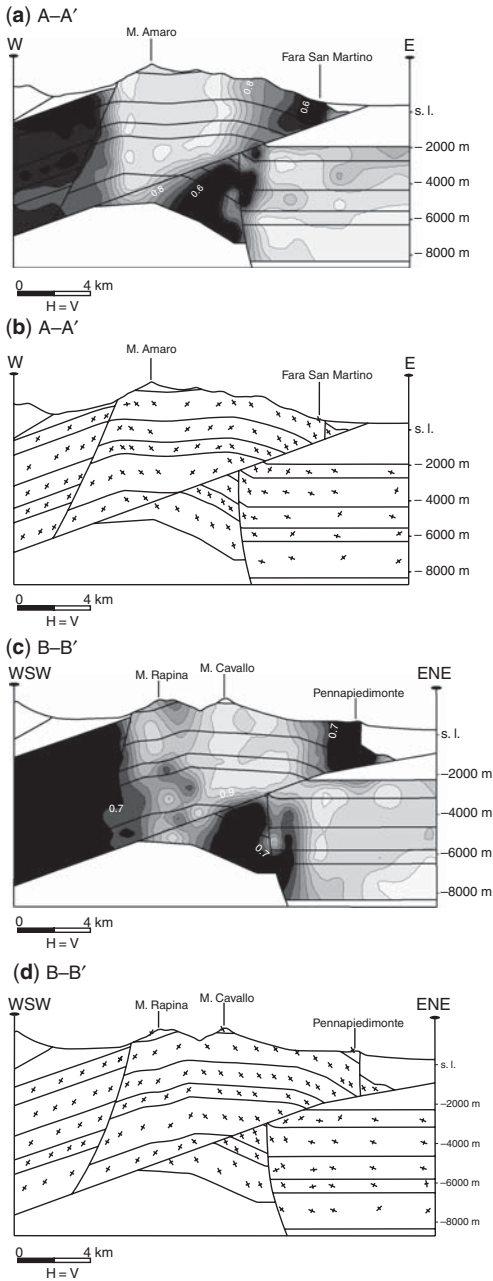 (a) A–A′
W
M. Amaro
Fara San Martino
E
0.8
0.6
s. l.
– 2000 m
– 4000 m
– 6000 m
– 8000 m
0.8
0.6
0 4 km
H = V
(b) A–A′
W
M. Amaro
Fara San Martino
E
s. l.
– 2000 m
– 4000 m
– 6000 m
– 8000 m
0 4 km
H = V
(c) B–B′
WSW
M. Rapina
M. Cavallo
Pennapiedimonte
ENE
0.7
s. l.
–2000 m
–4000 m
–6000 m
–8000 m
0.7
0.9
0.7
0 4 km
H = V
(d) B–B′
WSW
M. Rapina
M. Cavallo
Pennapiedimonte
ENE
s. l.
–2000 m
–4000 m
–6000 m
–8000 m
0 4 km
H = V